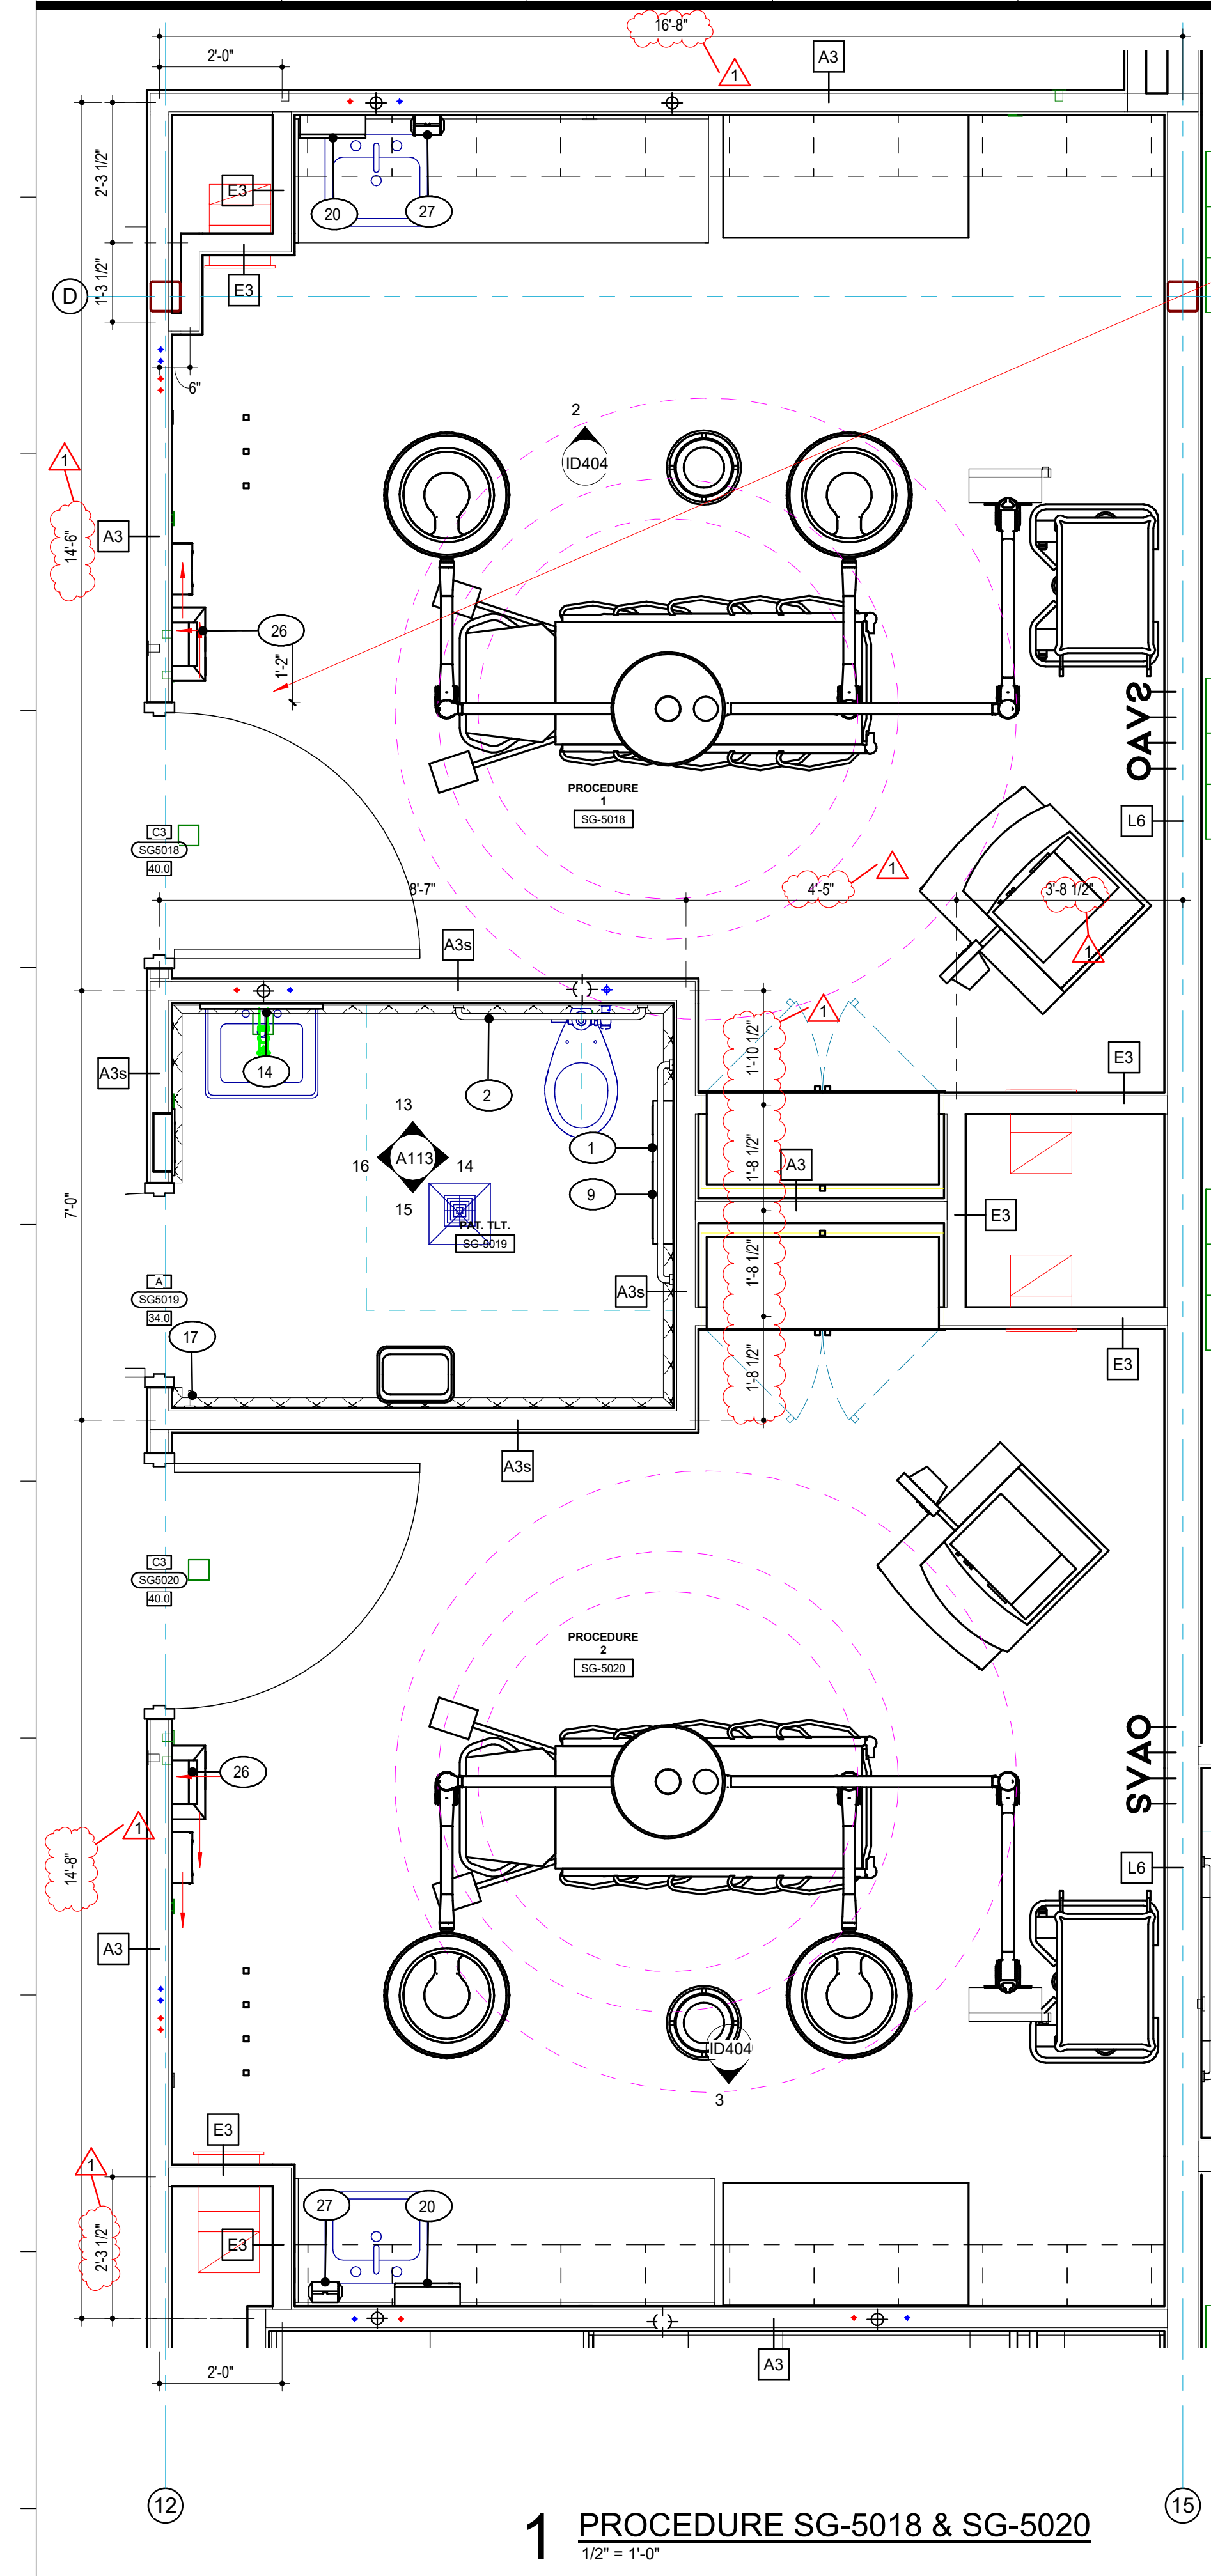 16'-8"
1
2'-0"
A3
2'-3 1/2"
E3
20
27
D
1'-3 1/2"
E3
6"
2
ID404
1
14'-6"
A3
26
1'-2"
PROCEDURE
1
SG-5018
S
V
A
O
L6
C3
SG5018
40.0
8'-7"
4'-5"
1
3'-8 1/2"
1
A3s
1
1'-10 1/2"
A3s
14
2
E3
13
16
A113
14
15
1
9
1'-8 1/2"
A3
7'-0"
PAT. TLT.
SG-5019
E3
A
SG5019
34.0
A3s
1'-8 1/2"
17
E3
1'-8 1/2"
A3s
C3
SG5020
40.0
PROCEDURE
2
SG-5020
O
A
V
S
26
1
14'-8"
L6
A3
ID404
3
E3
1
2'-3 1/2"
27
20
E3
A3
2'-0"
12
15
1 PROCEDURE SG-5018 & SG-5020
1/2" = 1'-0"